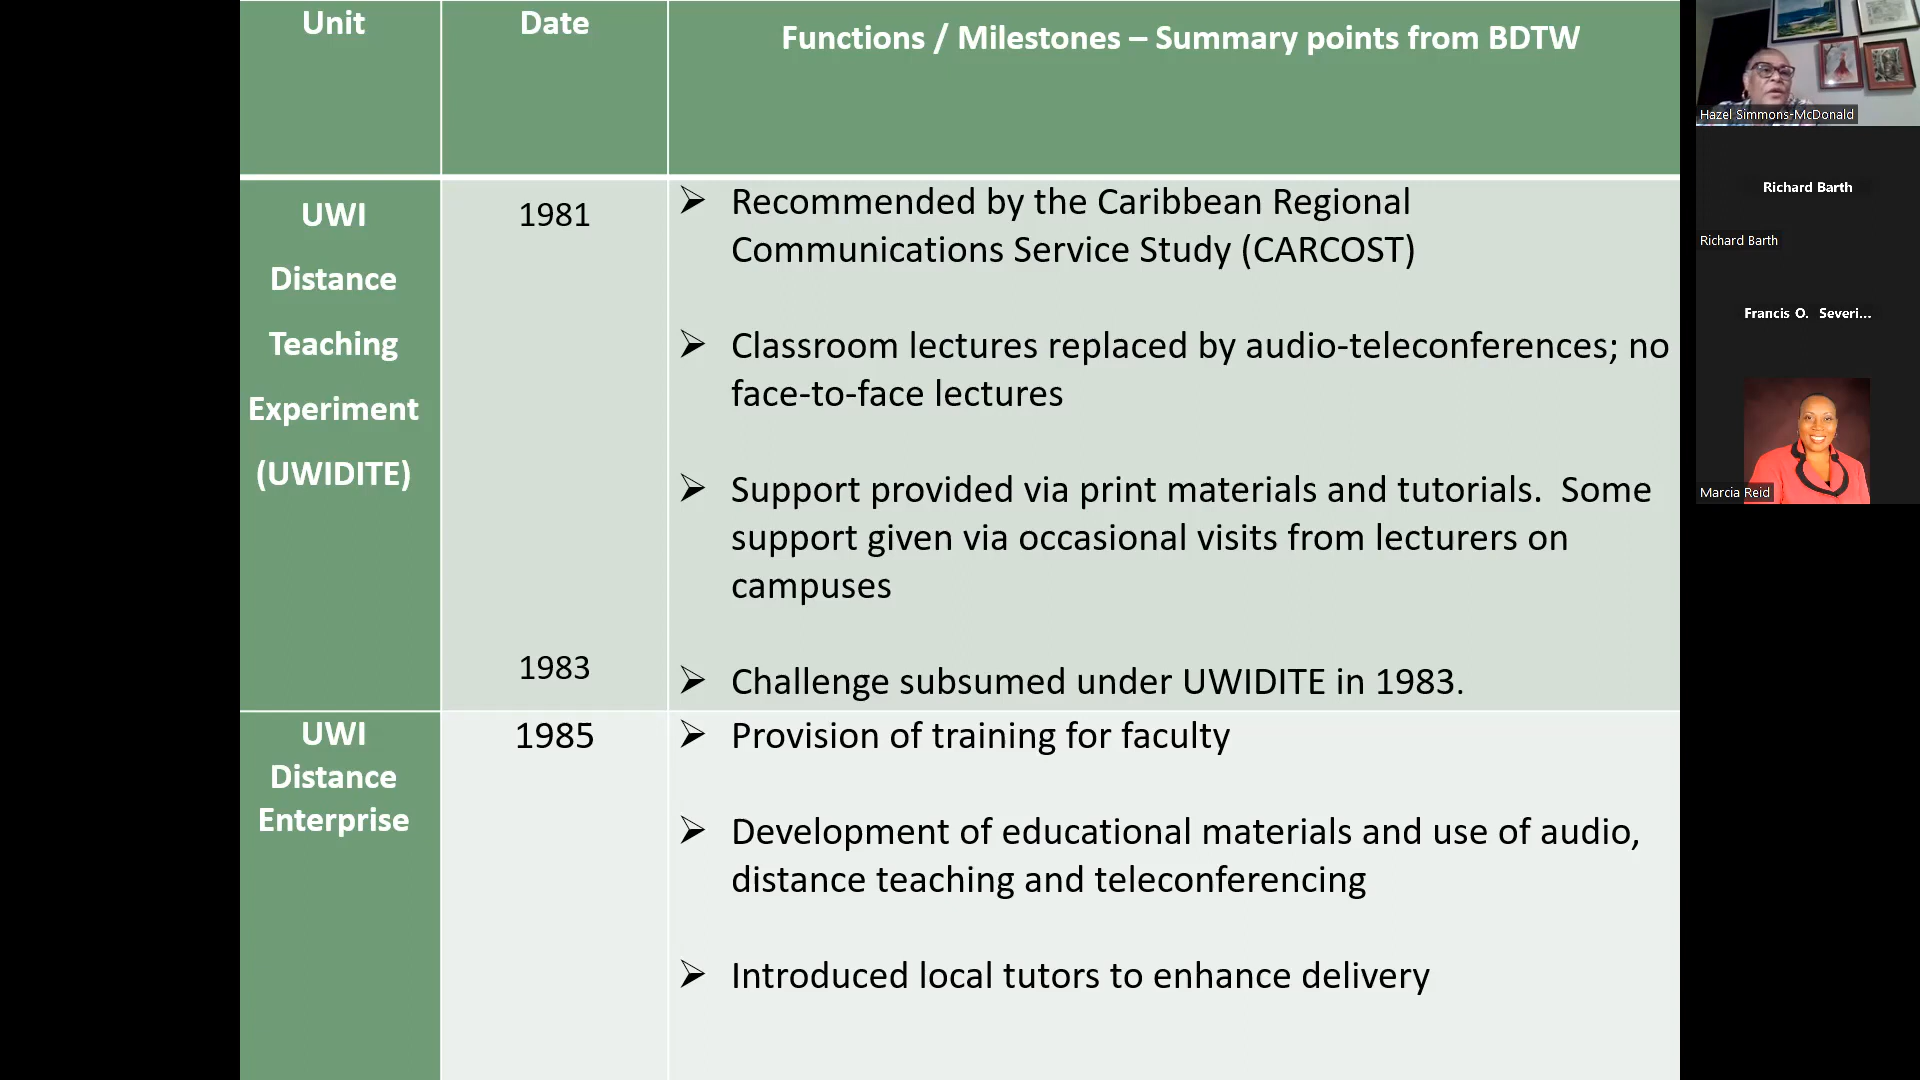 Unit
Date
Functions / Milestones – Summary points from BDTW
UWI
Distance
Teaching
Experiment
(UWIDITE)
1981
1983
➢ Recommended by the Caribbean Regional
Communications Service Study (CARCOST)
➢ Classroom lectures replaced by audio-teleconferences; no
face-to-face lectures
➢ Support provided via print materials and tutorials.  Some
support given via occasional visits from lecturers on
campuses
➢ Challenge subsumed under UWIDITE in 1983.
UWI
Distance
Enterprise
1985
➢ Provision of training for faculty
➢ Development of educational materials and use of audio,
distance teaching and teleconferencing
➢ Introduced local tutors to enhance delivery
Hazel Simmons-McDonald
Richard Barth
Richard Barth
Francis O. Severi...
Marcia Reid